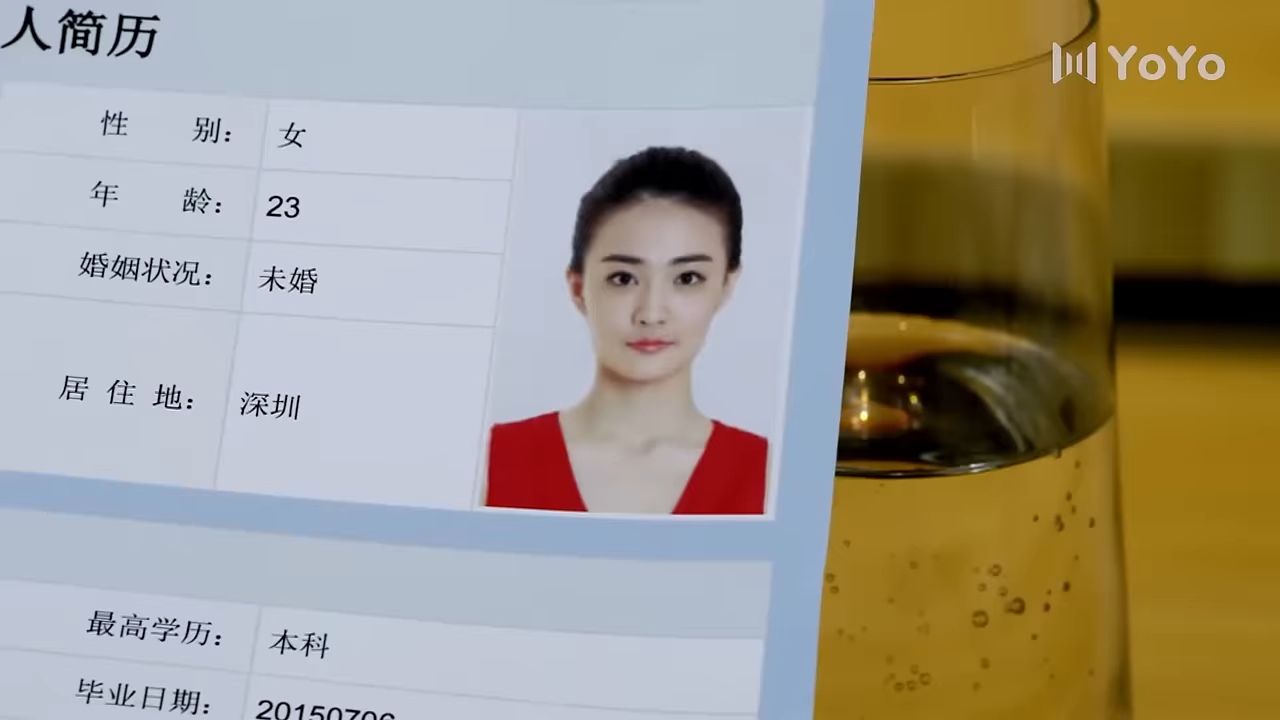 人简历
YoYo
性 别： 女
年 龄： 23
婚姻状况： 未婚
居 住 地： 深圳
最高学历： 本科
毕业日期： 20150706